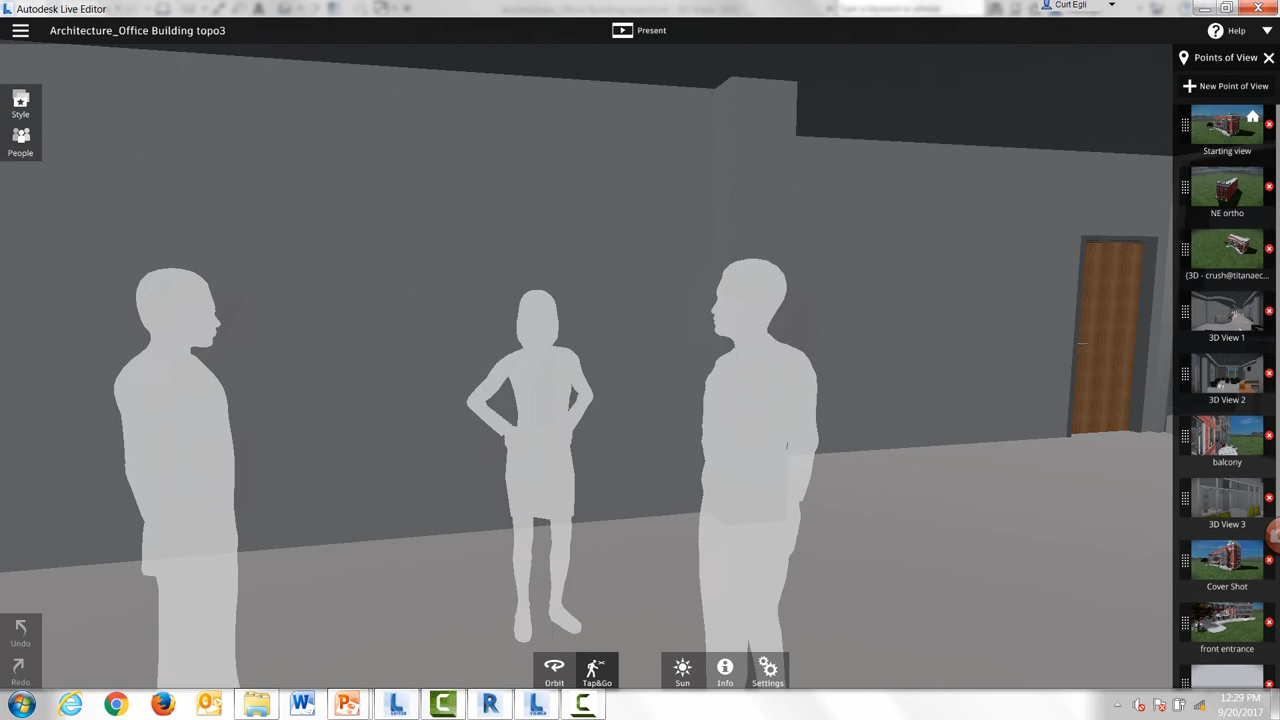 Autodesk Live Editor
Curt Egli
Architecture_Office Building topo3
Present
Help
Points of View
New Point of View
Style
People
Starting view
NE ortho
{3D - crush@titanaec...
3D View 1
3D View 2
balcony
3D View 3
Cover Shot
front entrance
Undo
Redo
Orbit
Tap&Go
Sun
Info
Settings
12:29 PM
9/20/2017